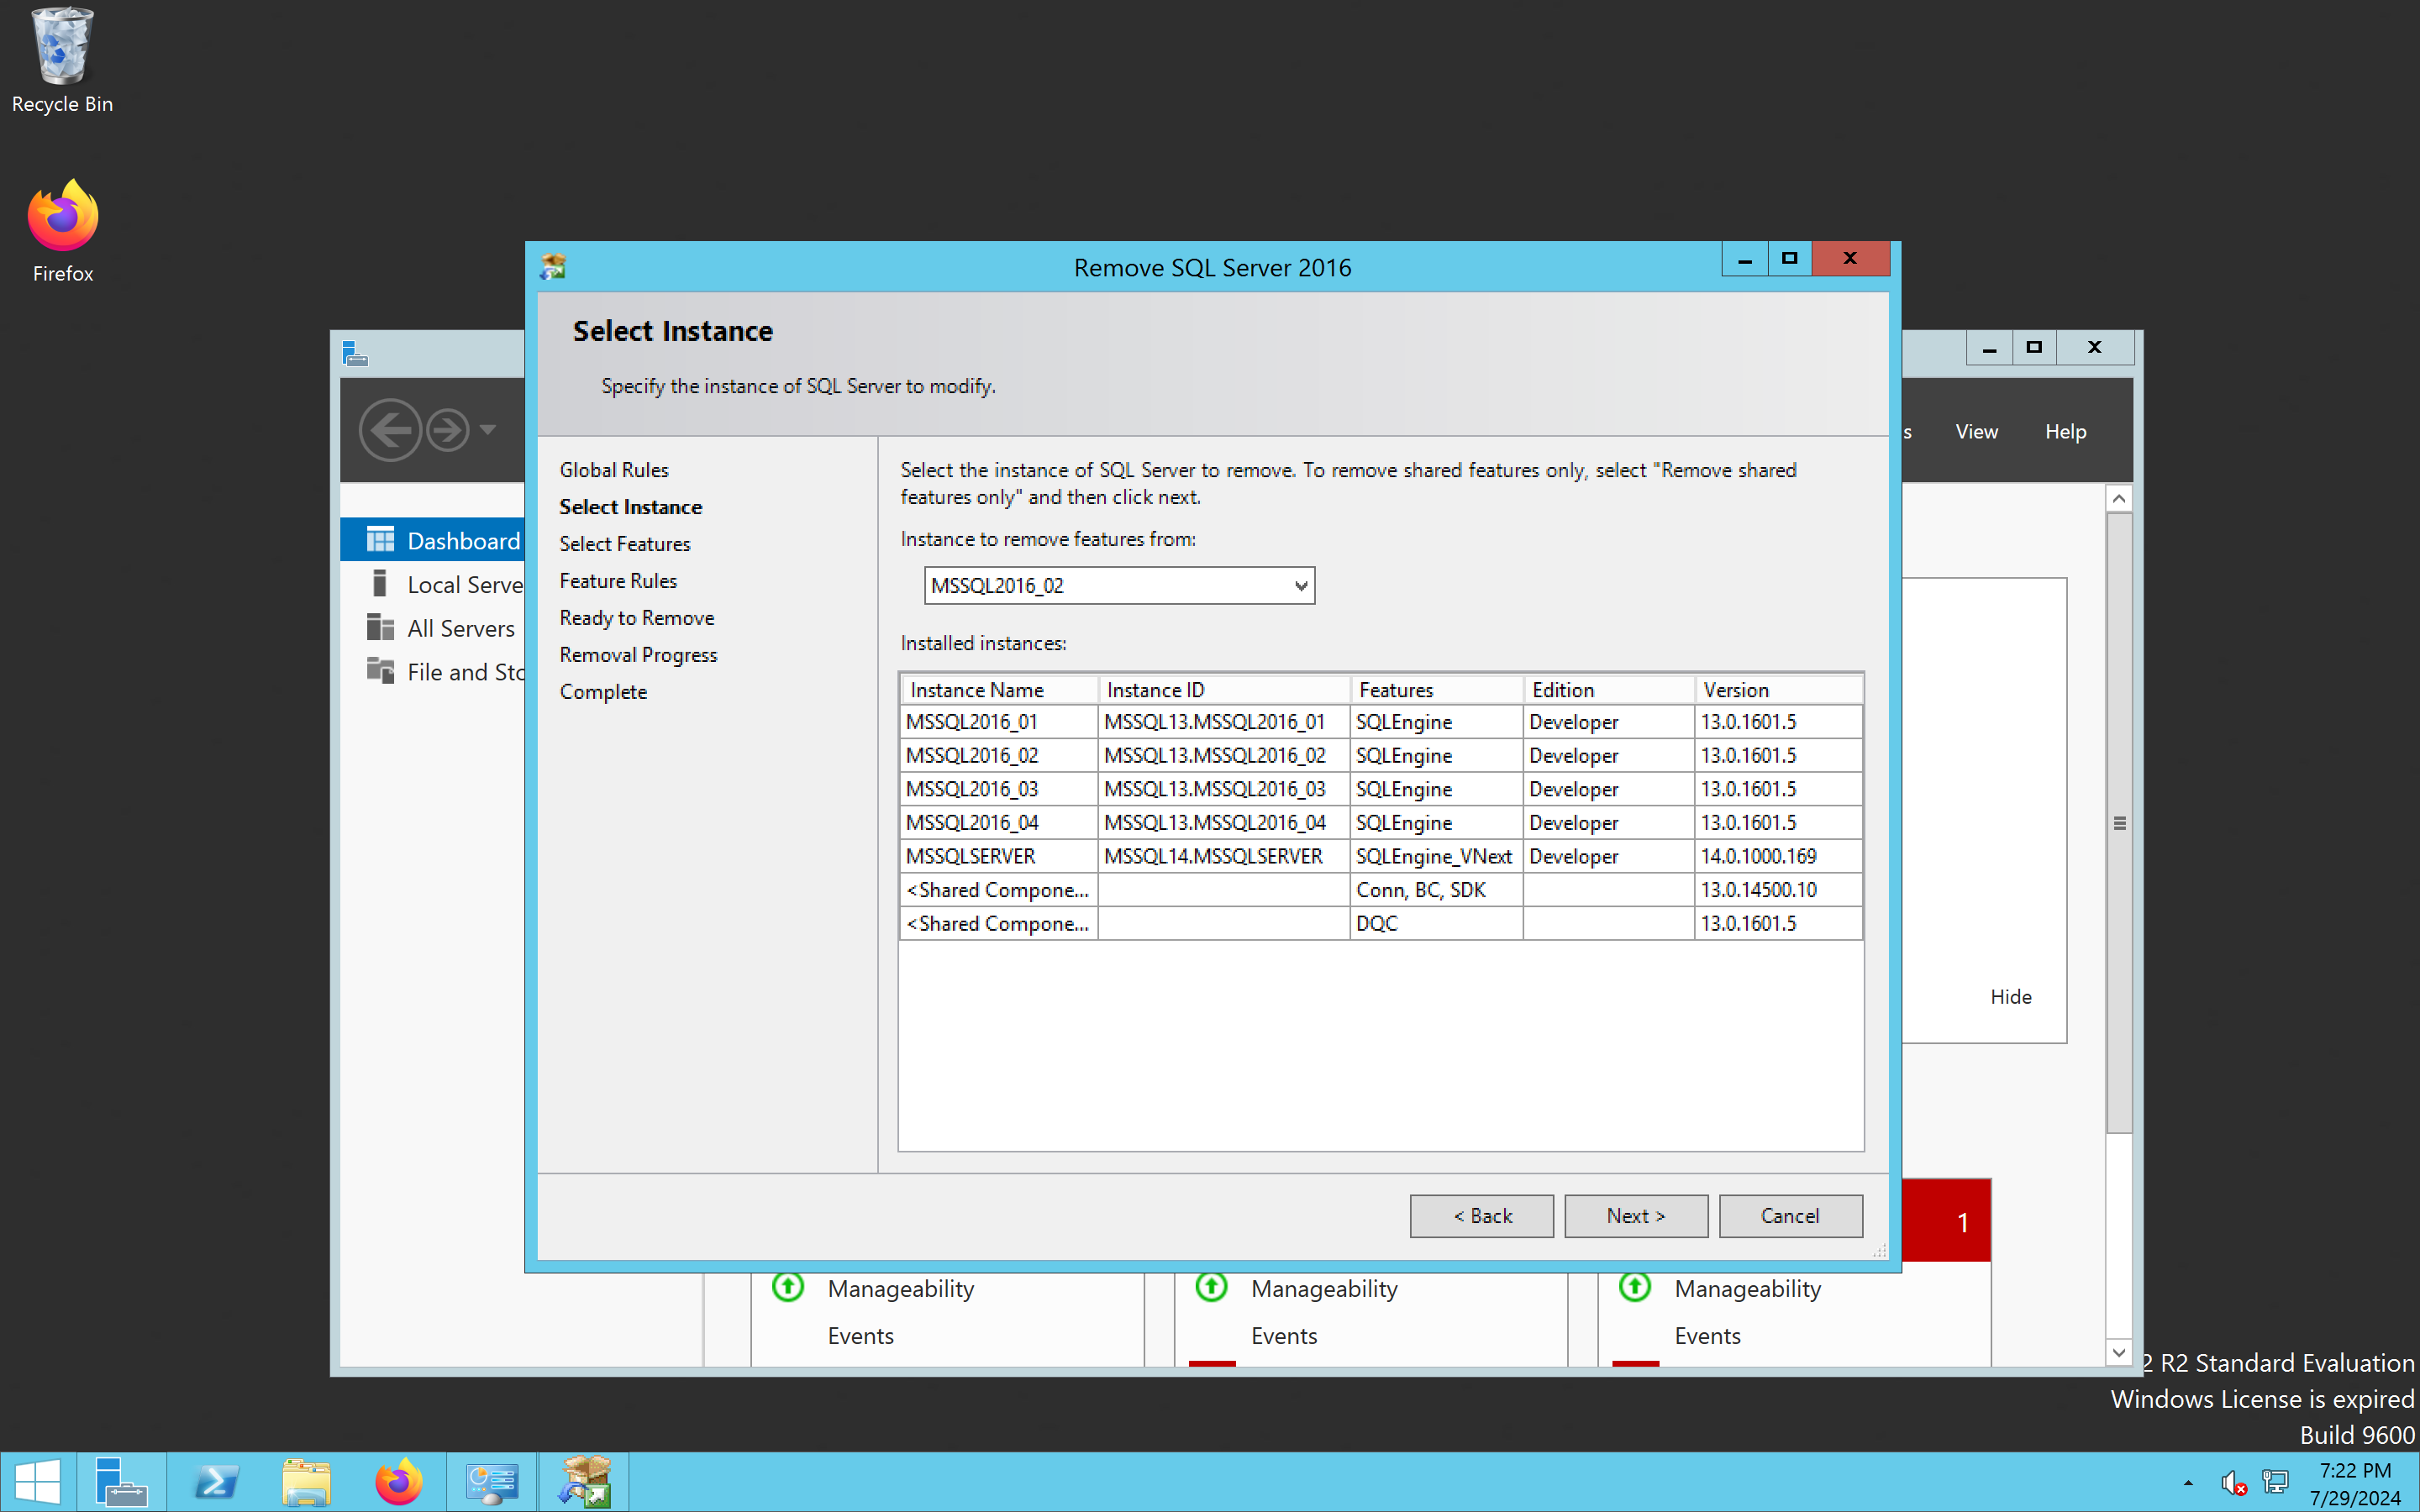 Recycle Bin
Firefox
Remove SQL Server 2016
Select Instance
Specify the instance of SQL Server to modify.
Global Rules
Select Instance
Select Features
Feature Rules
Ready to Remove
Removal Progress
Complete
Select the instance of SQL Server to remove. To remove shared features only, select "Remove shared
features only" and then click next.
Instance to remove features from:
MSSQL2016_02
Installed instances:
Instance Name Instance ID Features Edition Version
MSSQL2016_01 MSSQL13.MSSQL2016_01 SQLEngine Developer 13.0.1601.5
MSSQL2016_02 MSSQL13.MSSQL2016_02 SQLEngine Developer 13.0.1601.5
MSSQL2016_03 MSSQL13.MSSQL2016_03 SQLEngine Developer 13.0.1601.5
MSSQL2016_04 MSSQL13.MSSQL2016_04 SQLEngine Developer 13.0.1601.5
MSSQLSERVER MSSQL14.MSSQLSERVER SQLEngine_VNext Developer 14.0.1000.169
<Shared Compone... Conn, BC, SDK 13.0.14500.10
<Shared Compone... DQC 13.0.1601.5
< Back Next > Cancel
s View Help
Dashboard
Local Serve
All Servers
File and Sto
Hide
1
Manageability Manageability Manageability
Events Events Events
2 R2 Standard Evaluation
Windows License is expired
Build 9600
7:22 PM
7/29/2024